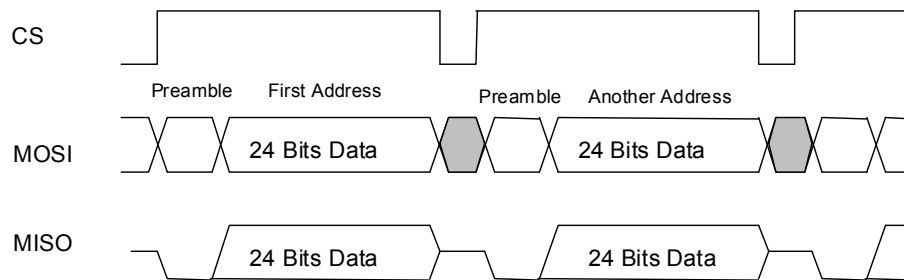 CS
Preamble First Address Preamble Another Address
MOSI 24 Bits Data 24 Bits Data
MISO 24 Bits Data 24 Bits Data